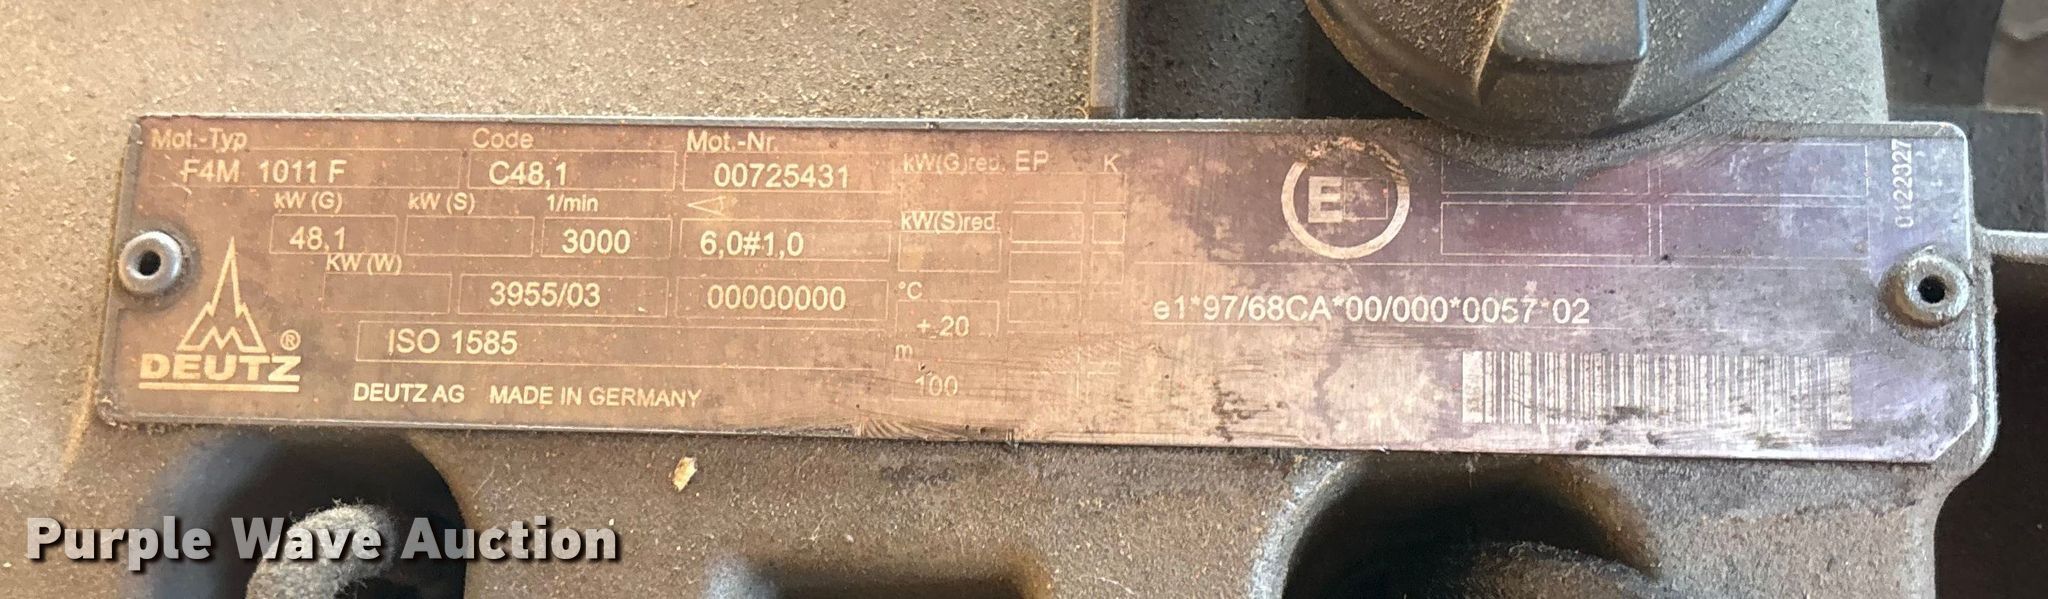 Mot.-Typ Code Mot.-Nr.
F4M 1011 F C48,1 00725431
kW(G)red. EP K
kW (G) kW (S) 1/min
48,1 3000 6,0#1,0
kW(S)red.
KW (W)
3955/03 00000000
°C
+ 20
ISO 1585
m
100
DEUTZ ®
DEUTZ AG MADE IN GERMANY
E
e1*97/68CA*00/000*0057*02
Purple Wave Auction